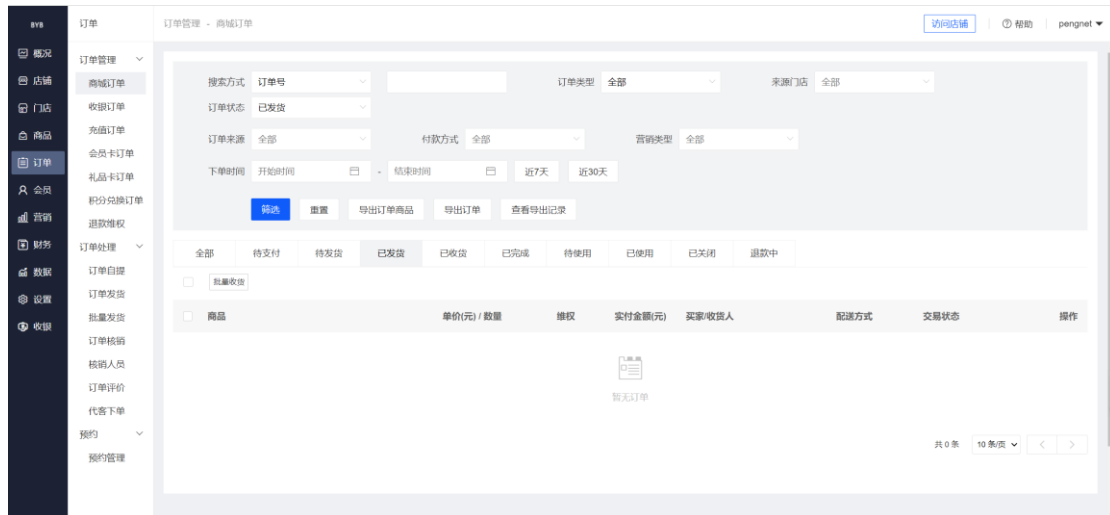 BYB
订单
订单管理 - 商城订单
访问店铺
帮助
pengnet
概况
店铺
门店
商品
订单
会员
营销
财务
数据
设置
收银
订单管理
商城订单
收银订单
充值订单
会员卡订单
礼品卡订单
积分兑换订单
退款维权
订单处理
订单自提
订单发货
批量发货
订单核销
核销人员
订单评价
代客下单
预约
预约管理
搜索方式 订单号 订单类型 全部 来源门店 全部
订单状态 已发货
订单来源 全部 付款方式 全部 营销类型 全部
下单时间 开始时间 - 结束时间 近7天 近30天
筛选 重置 导出订单商品 导出订单 查看导出记录
全部 待支付 待发货 已发货 已收货 已完成 待使用 已使用 已关闭 退款中
批量收货
商品 单价(元) / 数量 维权 实付金额(元) 买家/收货人 配送方式 交易状态 操作
暂无订单
共 0 条 10 条/页 < >